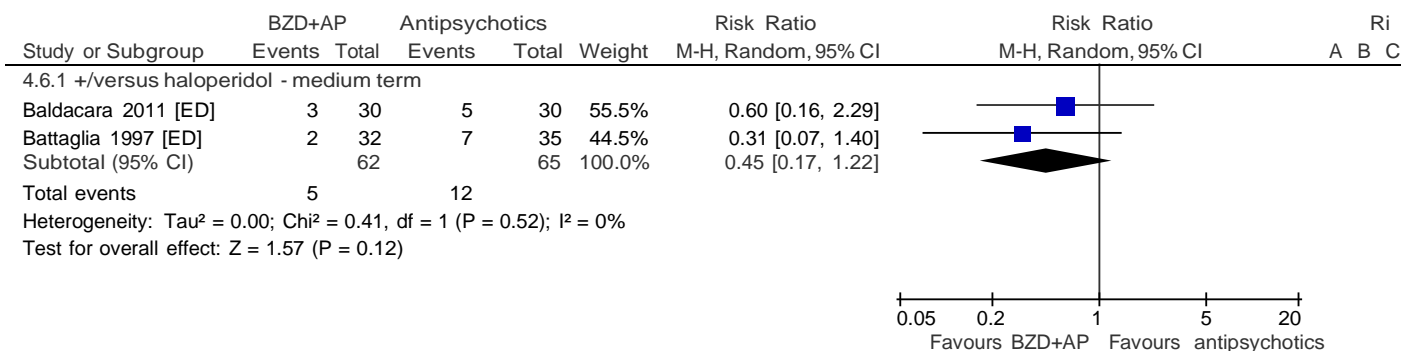 BZD+AP Antipsychotics Risk Ratio Risk Ratio Ri
Study or Subgroup Events Total Events Total Weight M-H, Random, 95% CI M-H, Random, 95% CI A B C
4.6.1 +/versus haloperidol - medium term
Baldacara 2011 [ED] 3 30 5 30 55.5% 0.60 [0.16, 2.29]
Battaglia 1997 [ED] 2 32 7 35 44.5% 0.31 [0.07, 1.40]
Subtotal (95% CI) 62 65 100.0% 0.45 [0.17, 1.22]
Total events 5 12
Heterogeneity: Tau² = 0.00; Chi² = 0.41, df = 1 (P = 0.52); I² = 0%
Test for overall effect: Z = 1.57 (P = 0.12)
0.05 0.2 1 5 20
Favours BZD+AP Favours antipsychotics